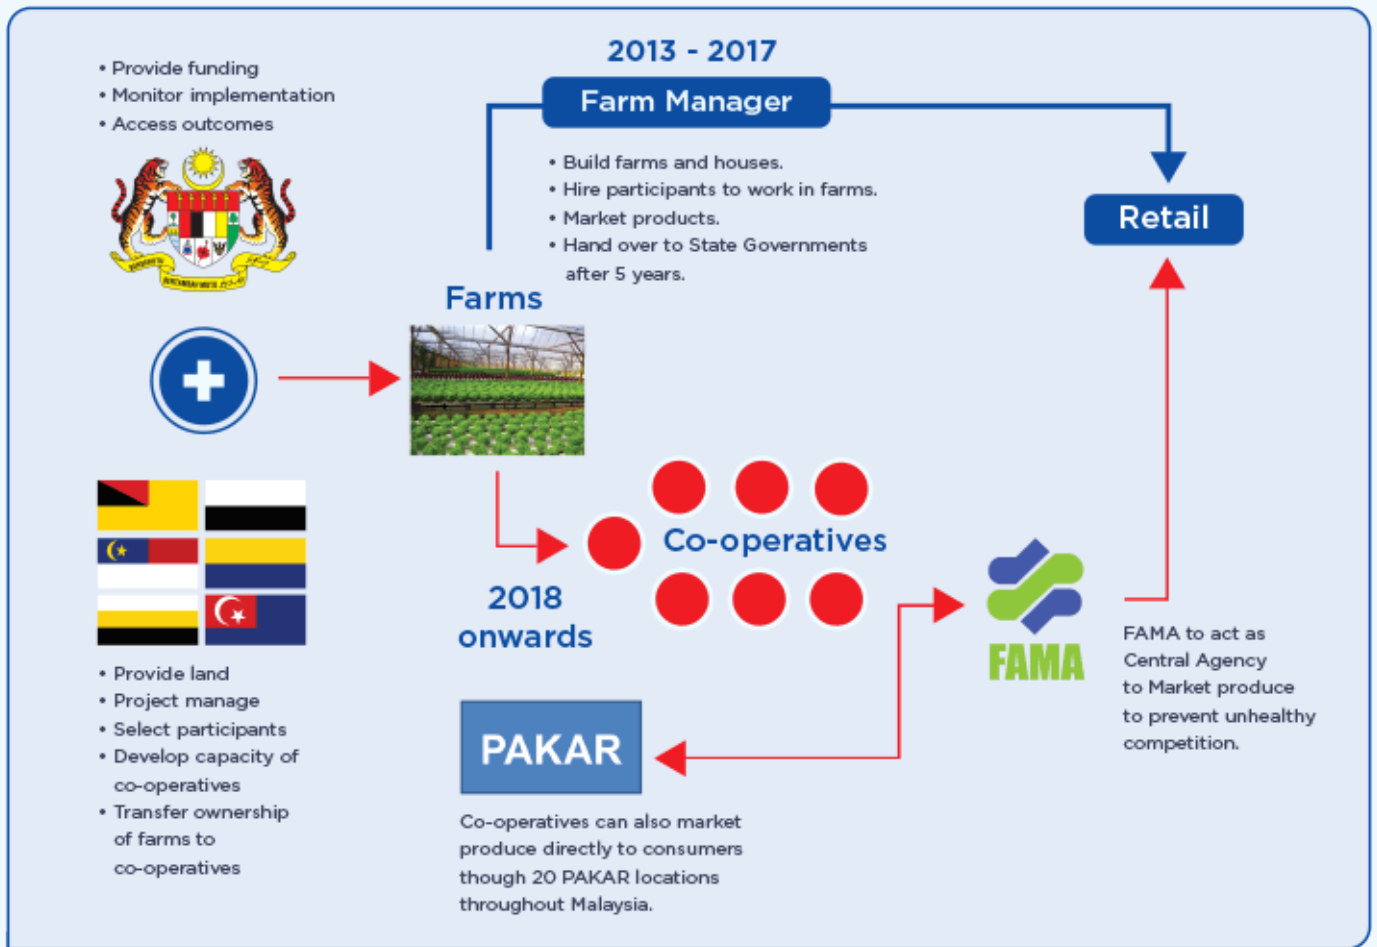 • Provide funding
• Monitor implementation
• Access outcomes
2013 - 2017
Farm Manager
• Build farms and houses.
• Hire participants to work in farms.
• Market products.
• Hand over to State Governments
after 5 years.
Retail
Farms
Co-operatives
2018
onwards
FAMA
FAMA to act as
Central Agency
to Market produce
to prevent unhealthy
competition.
• Provide land
• Project manage
• Select participants
• Develop capacity of
co-operatives
• Transfer ownership
of farms to
co-operatives
PAKAR
Co-operatives can also market
produce directly to consumers
though 20 PAKAR locations
throughout Malaysia.